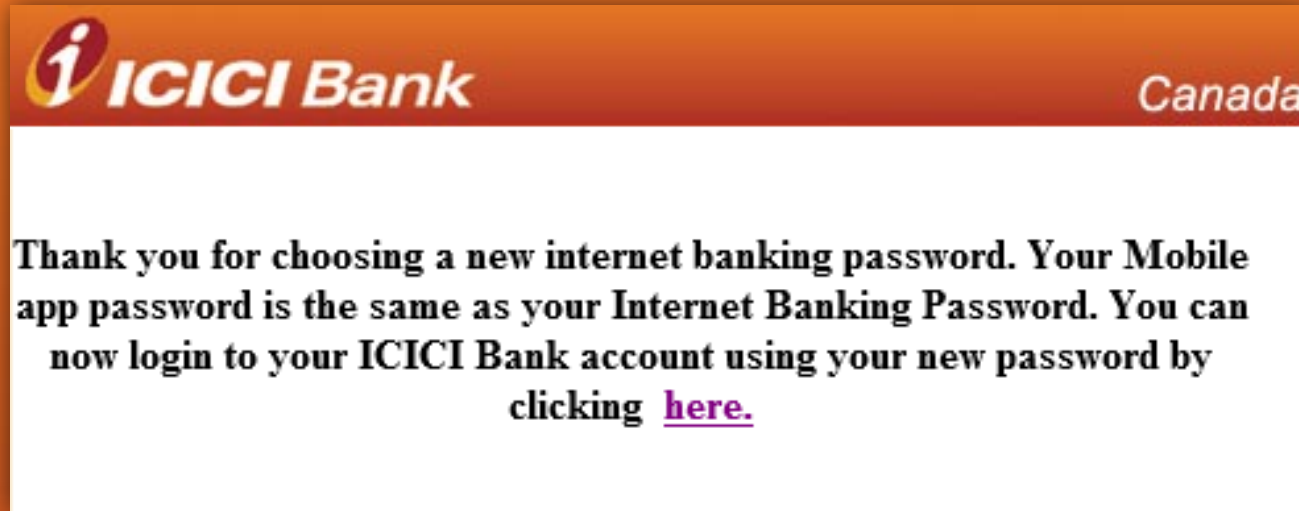 ICICI Bank
Canada
Thank you for choosing a new internet banking password. Your Mobile
app password is the same as your Internet Banking Password. You can
now login to your ICICI Bank account using your new password by
clicking here.